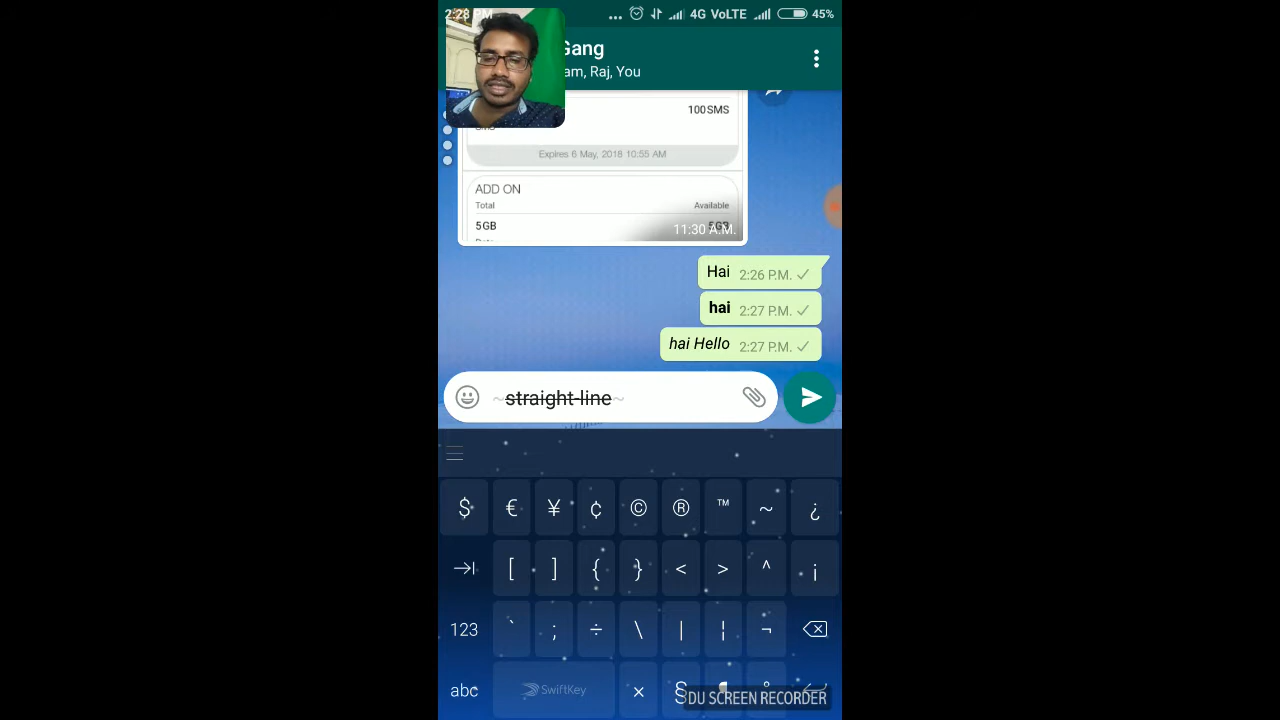 2:28 PM
... 4G VoLTE 45%
Gang
am, Raj, You
100SMS
SMS
Expires 6 May, 2018 10:55 AM
ADD ON
Total Available
5GB 5GB
11:30 A.M.
Hai 2:26 P.M.
hai 2:27 P.M.
hai Hello 2:27 P.M.
~straight-line~
$ € ¥ ¢ © ® ™ ~ ¿
[ ] { } < > ^ ¡
123 ` ; ÷ \ | ¦ ¬
abc SwiftKey × § ¶ °
DU SCREEN RECORDER